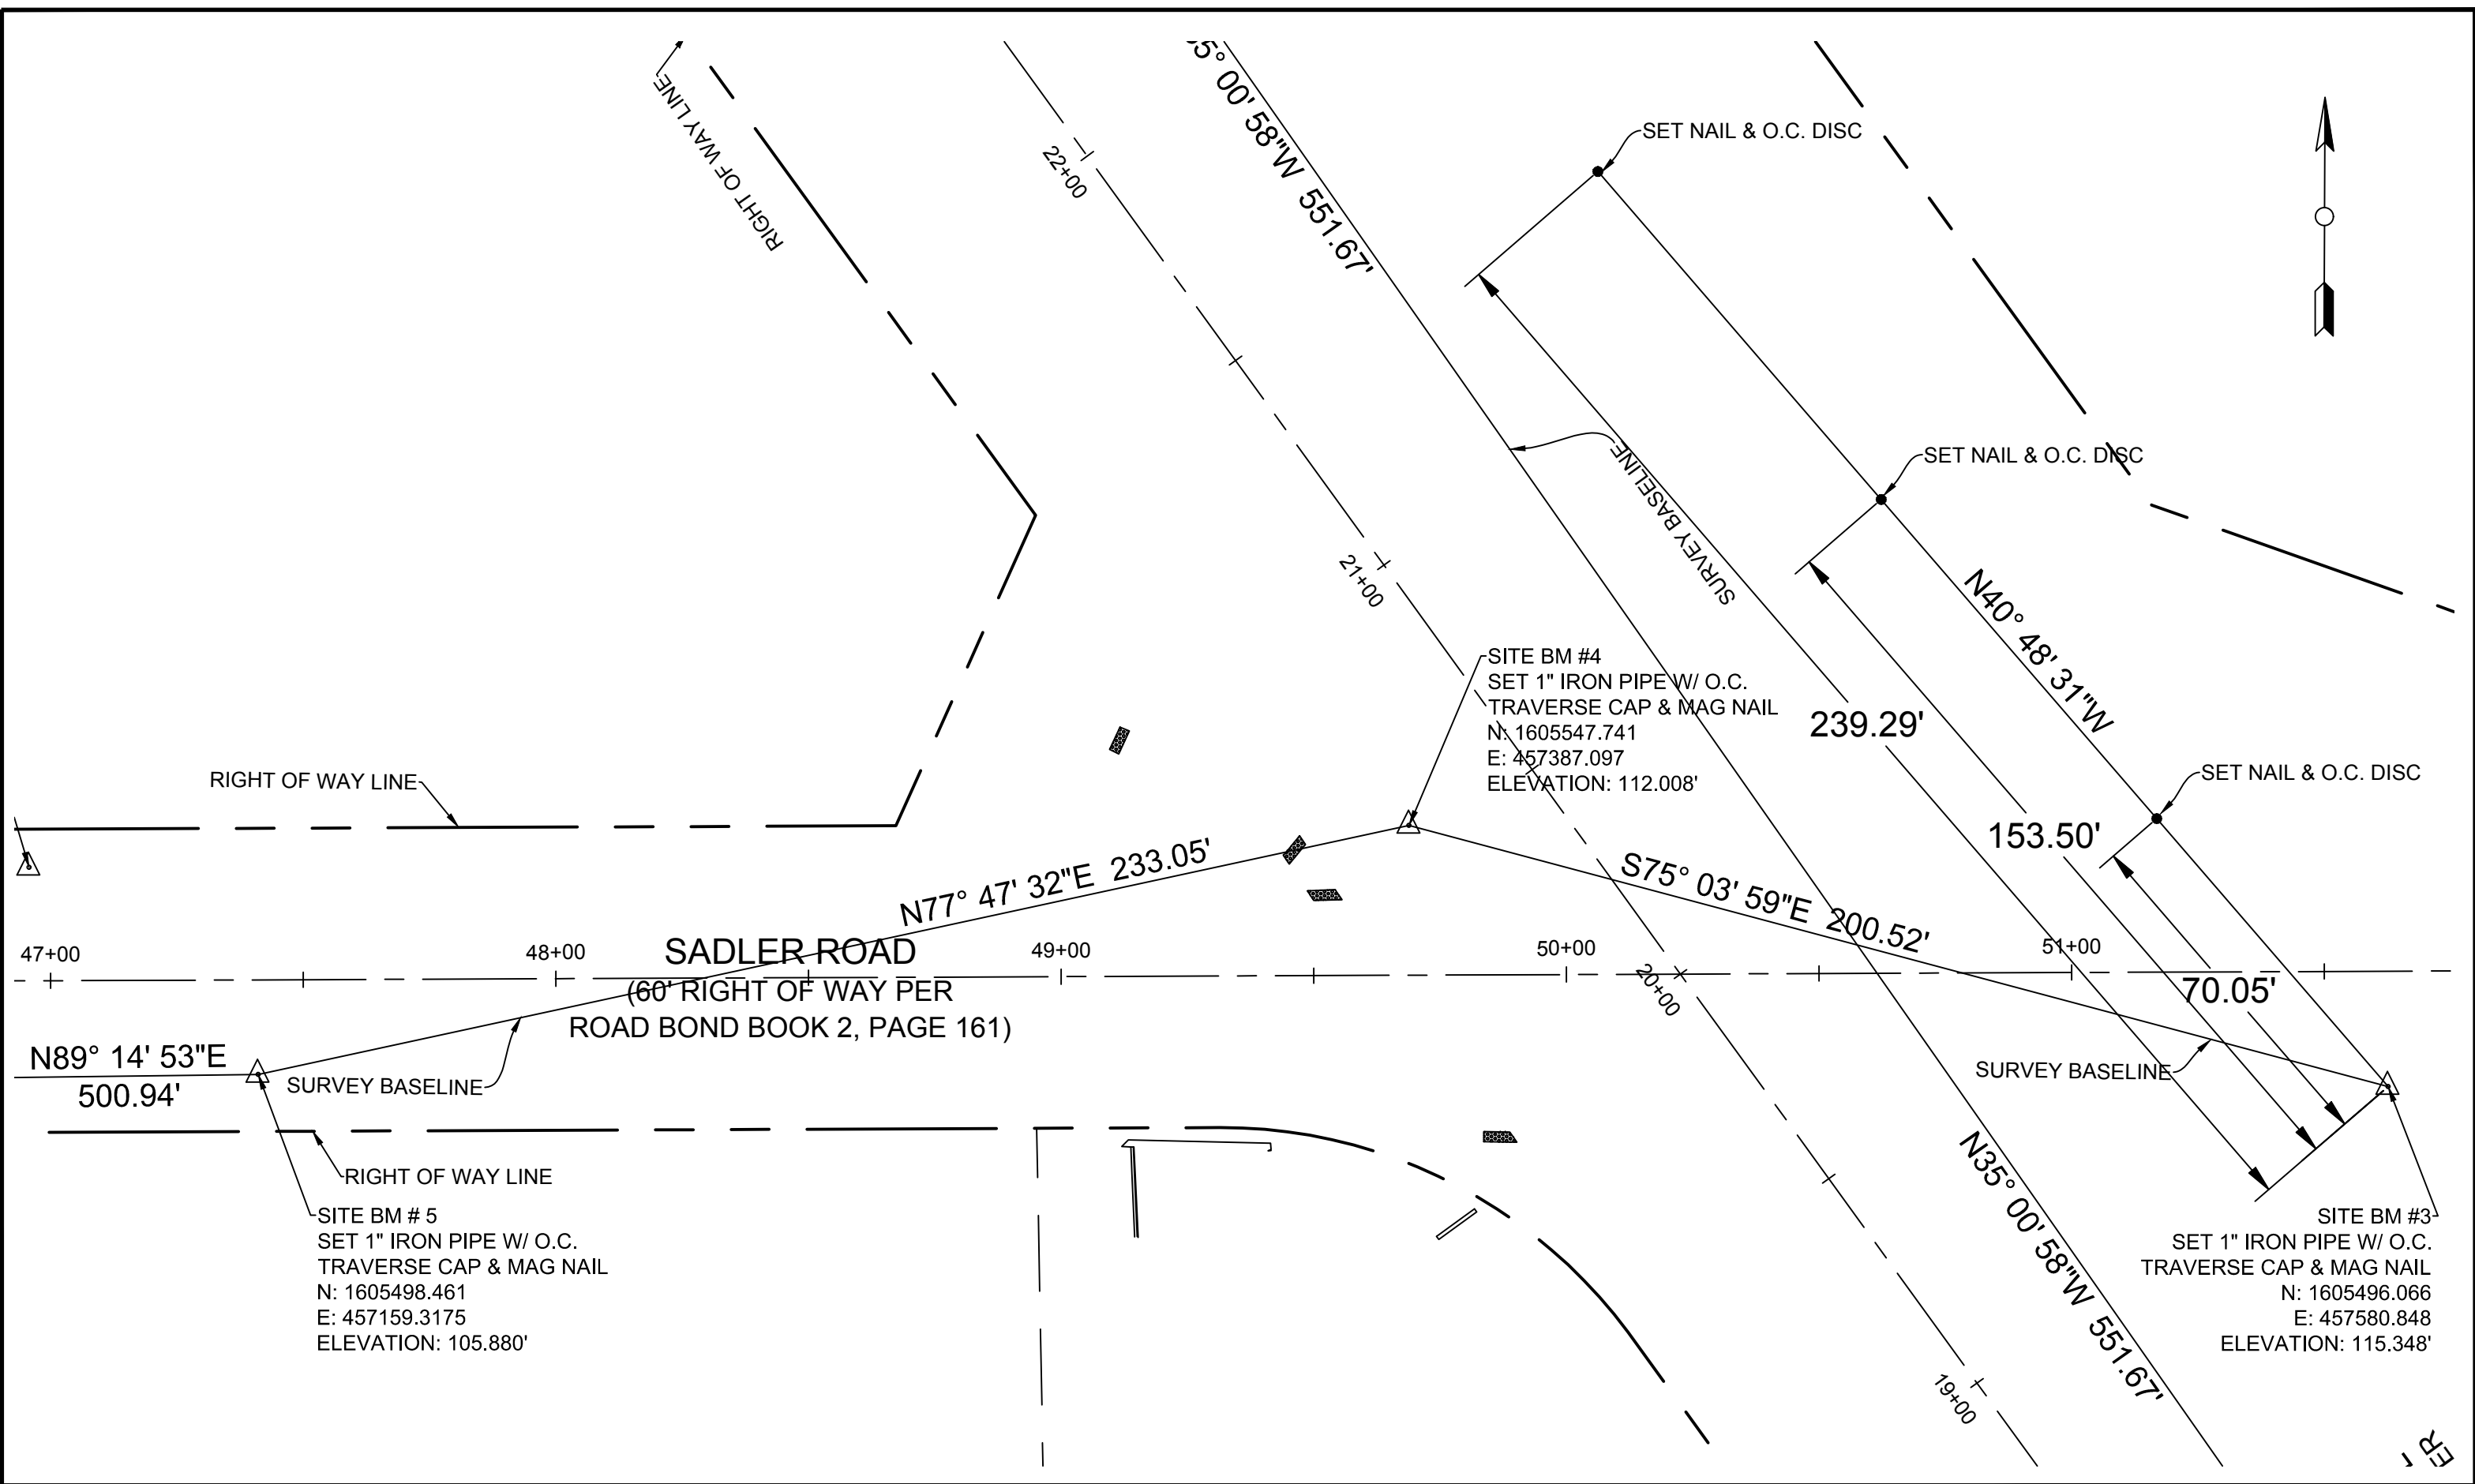 RIGHT OF WAY LINE
5° 00' 58"W 551.67'
22+00
SET NAIL & O.C. DISC
SURVEY BASELINE
SET NAIL & O.C. DISC
21+00
N40° 48' 31"W
SITE BM #4
SET 1" IRON PIPE W/ O.C.
TRAVERSE CAP & MAG NAIL
N: 1605547.741
E: 457387.097
ELEVATION: 112.008'
239.29'
153.50'
70.05'
SET NAIL & O.C. DISC
RIGHT OF WAY LINE
N77° 47' 32"E 233.05'
S75° 03' 59"E 200.52'
47+00
48+00
49+00
50+00
51+00
20+00
SADLER ROAD
(60' RIGHT OF WAY PER
ROAD BOND BOOK 2, PAGE 161)
N89° 14' 53"E
500.94'
SURVEY BASELINE
SURVEY BASELINE
RIGHT OF WAY LINE
SITE BM # 5
SET 1" IRON PIPE W/ O.C.
TRAVERSE CAP & MAG NAIL
N: 1605498.461
E: 457159.3175
ELEVATION: 105.880'
N35° 00' 58"W 551.67'
19+00
SITE BM #3
SET 1" IRON PIPE W/ O.C.
TRAVERSE CAP & MAG NAIL
N: 1605496.066
E: 457580.848
ELEVATION: 115.348'
ER